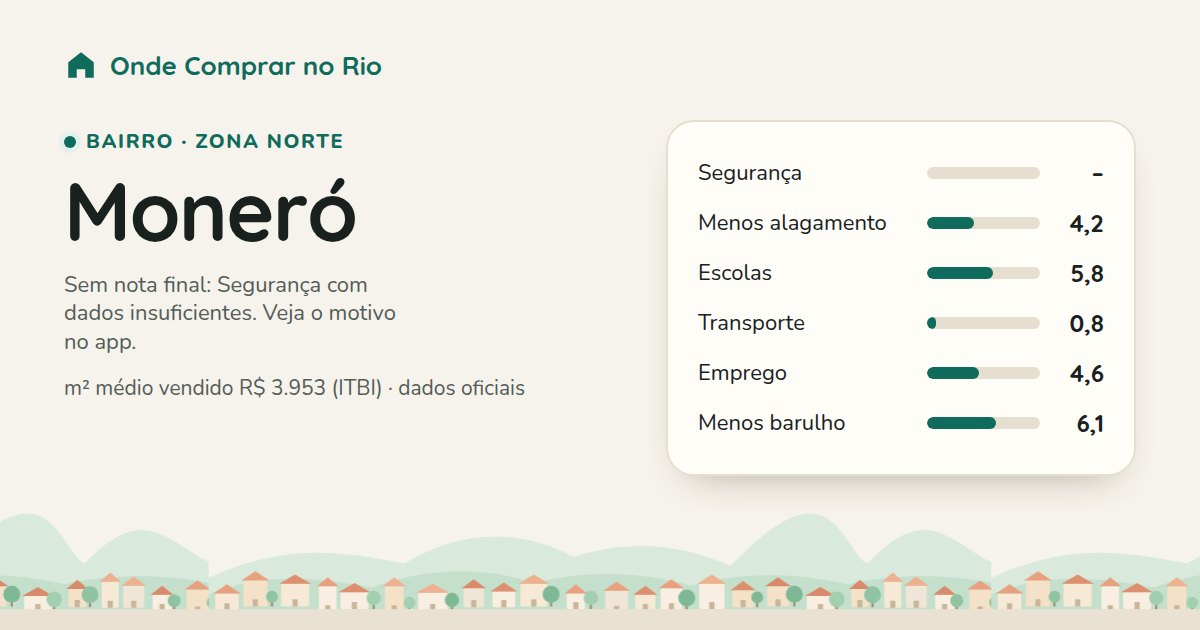 Onde Comprar no Rio
BAIRRO · ZONA NORTE
Moneró
Sem nota final: Segurança com
dados insuficientes. Veja o motivo
no app.
m² médio vendido R$ 3.953 (ITBI) · dados oficiais
Segurança –
Menos alagamento 4,2
Escolas 5,8
Transporte 0,8
Emprego 4,6
Menos barulho 6,1